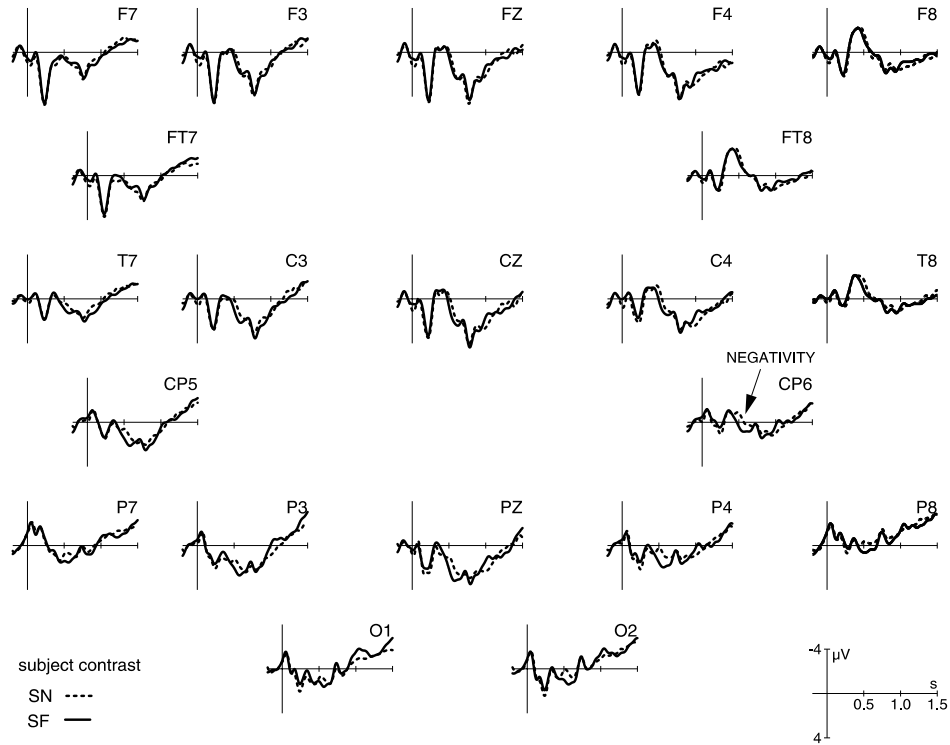 F7 F3 FZ F4 F8
FT7 FT8
T7 C3 CZ C4 T8
NEGATIVITY
CP5 CP6
P7 P3 PZ P4 P8
O1 O2
subject contrast
SN
SF
-4
µV
s
0.5 1.0 1.5
4